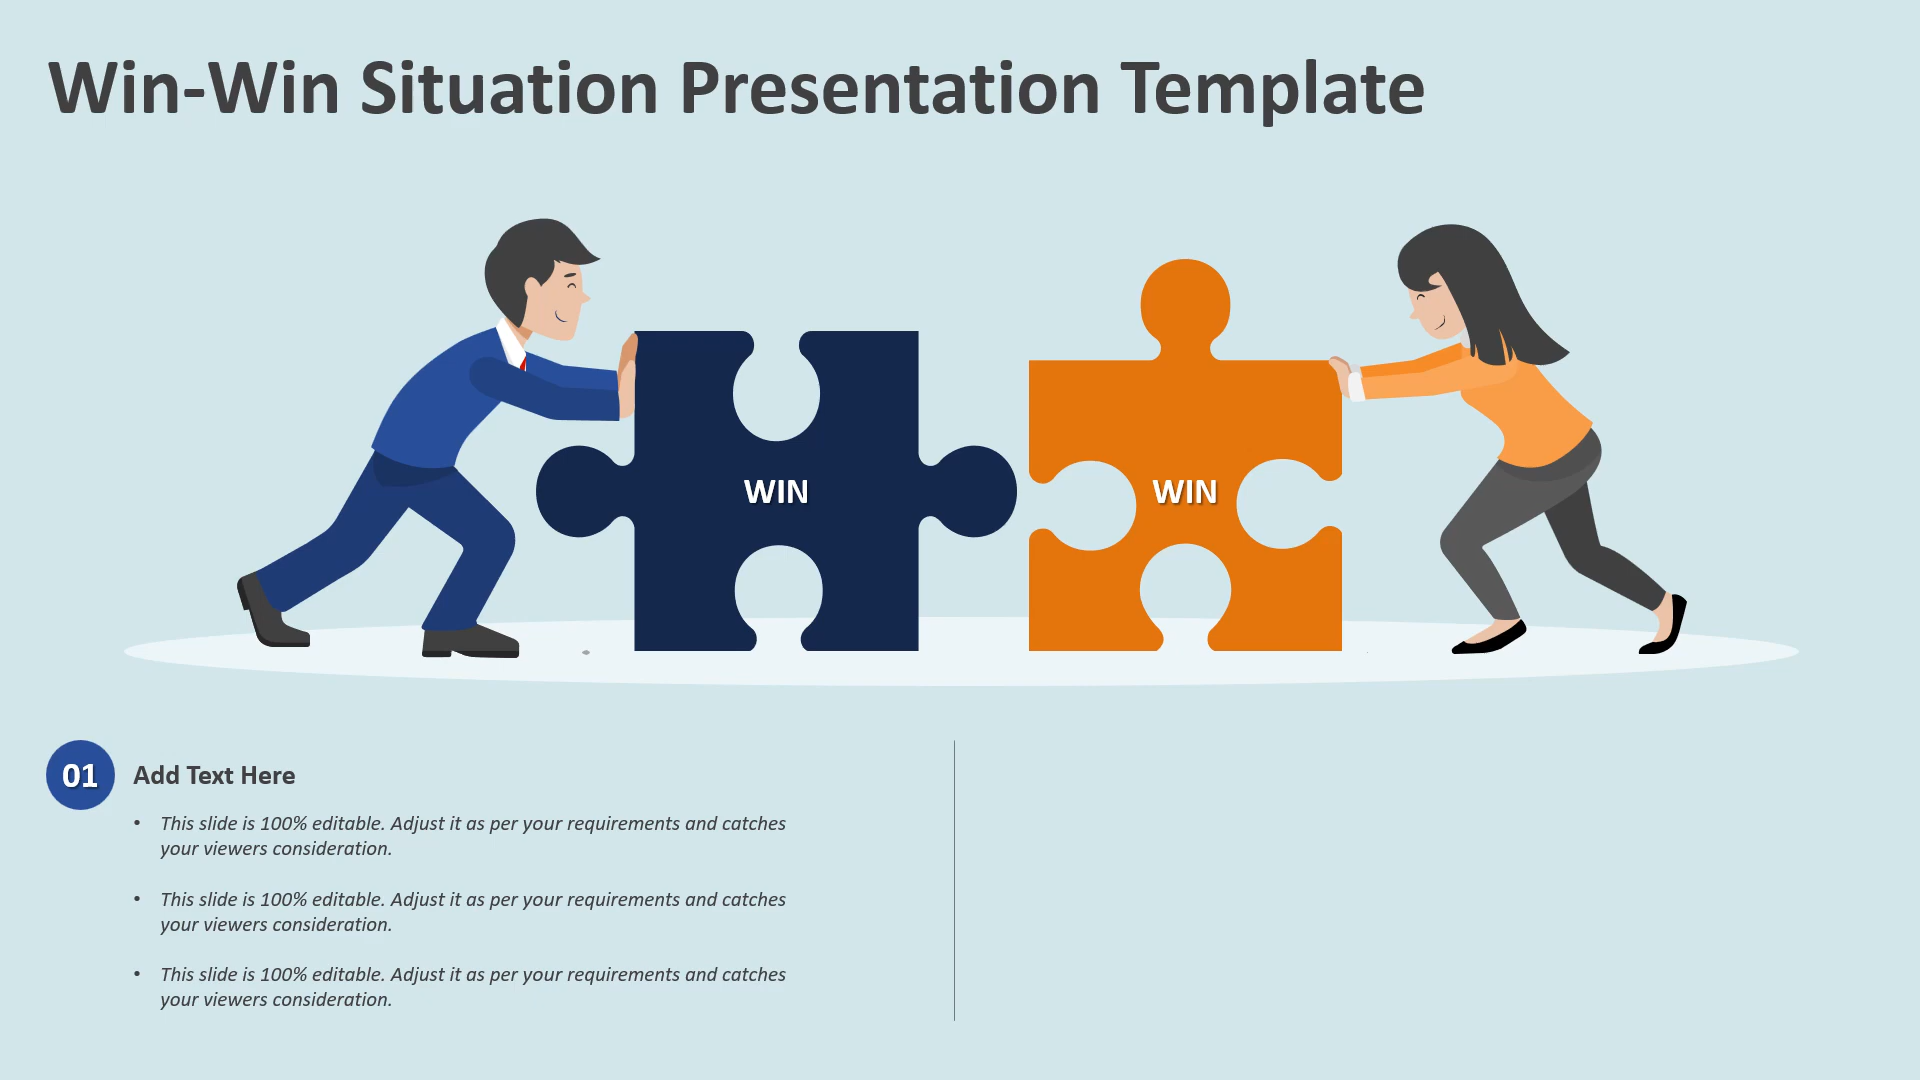 Win-Win Situation Presentation Template
WIN
WIN
01
Add Text Here
• This slide is 100% editable. Adjust it as per your requirements and catches
your viewers consideration.
• This slide is 100% editable. Adjust it as per your requirements and catches
your viewers consideration.
• This slide is 100% editable. Adjust it as per your requirements and catches
your viewers consideration.